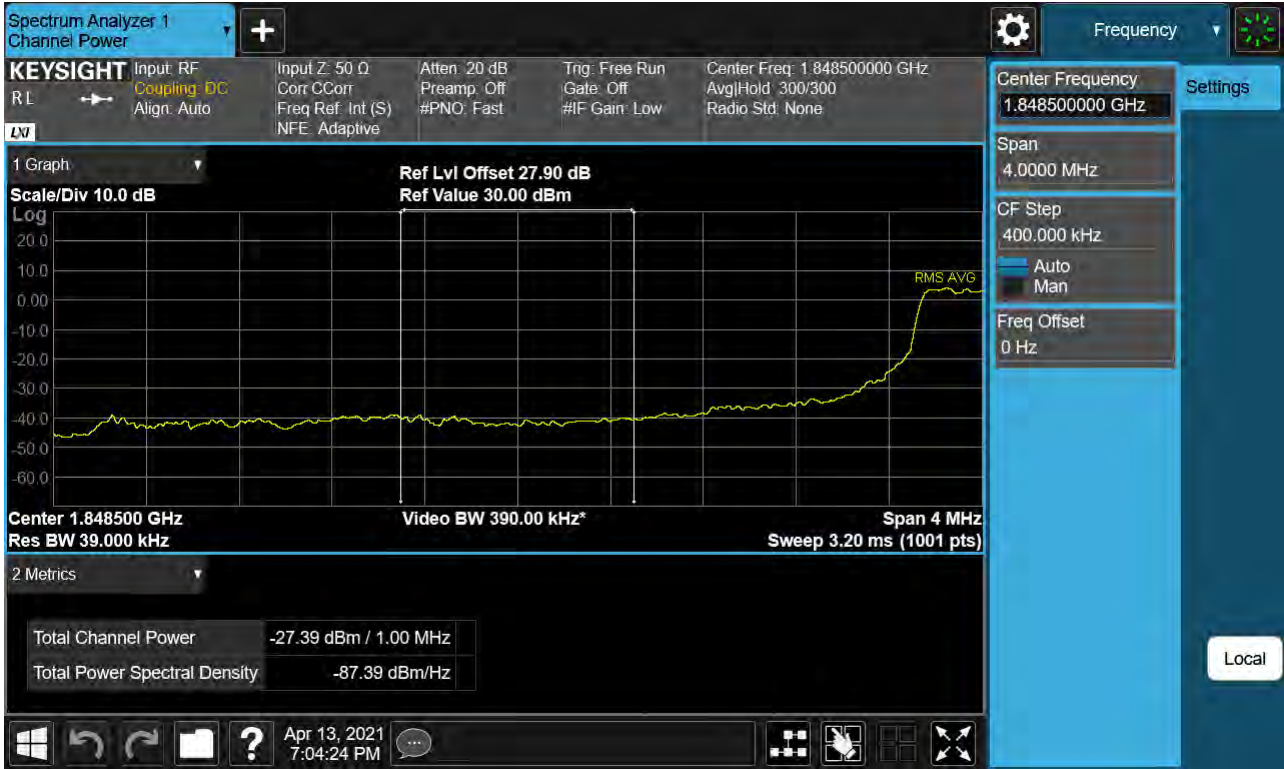 Spectrum Analyzer 1
Channel Power
+
Frequency
KEYSIGHT
R L
LXI
Input: RF
Coupling: DC
Align: Auto
Input Z: 50 Ω
Corr CCorr
Freq Ref: Int (S)
NFE: Adaptive
Atten: 20 dB
Preamp: Off
#PNO: Fast
Trig: Free Run
Gate: Off
#IF Gain: Low
Center Freq: 1.848500000 GHz
Avg|Hold: 300/300
Radio Std: None
Center Frequency
1.848500000 GHz
Settings
Span
4.0000 MHz
CF Step
400.000 kHz
Auto
Man
Freq Offset
0 Hz
Local
1 Graph
Scale/Div 10.0 dB
Ref Lvl Offset 27.90 dB
Ref Value 30.00 dBm
Log
20.0
10.0
0.00
-10.0
-20.0
-30.0
-40.0
-50.0
-60.0
RMS AVG
Center 1.848500 GHz
Video BW 390.00 kHz*
Span 4 MHz
Res BW 39.000 kHz
Sweep 3.20 ms (1001 pts)
2 Metrics
Total Channel Power -27.39 dBm / 1.00 MHz
Total Power Spectral Density -87.39 dBm/Hz
?
Apr 13, 2021
7:04:24 PM